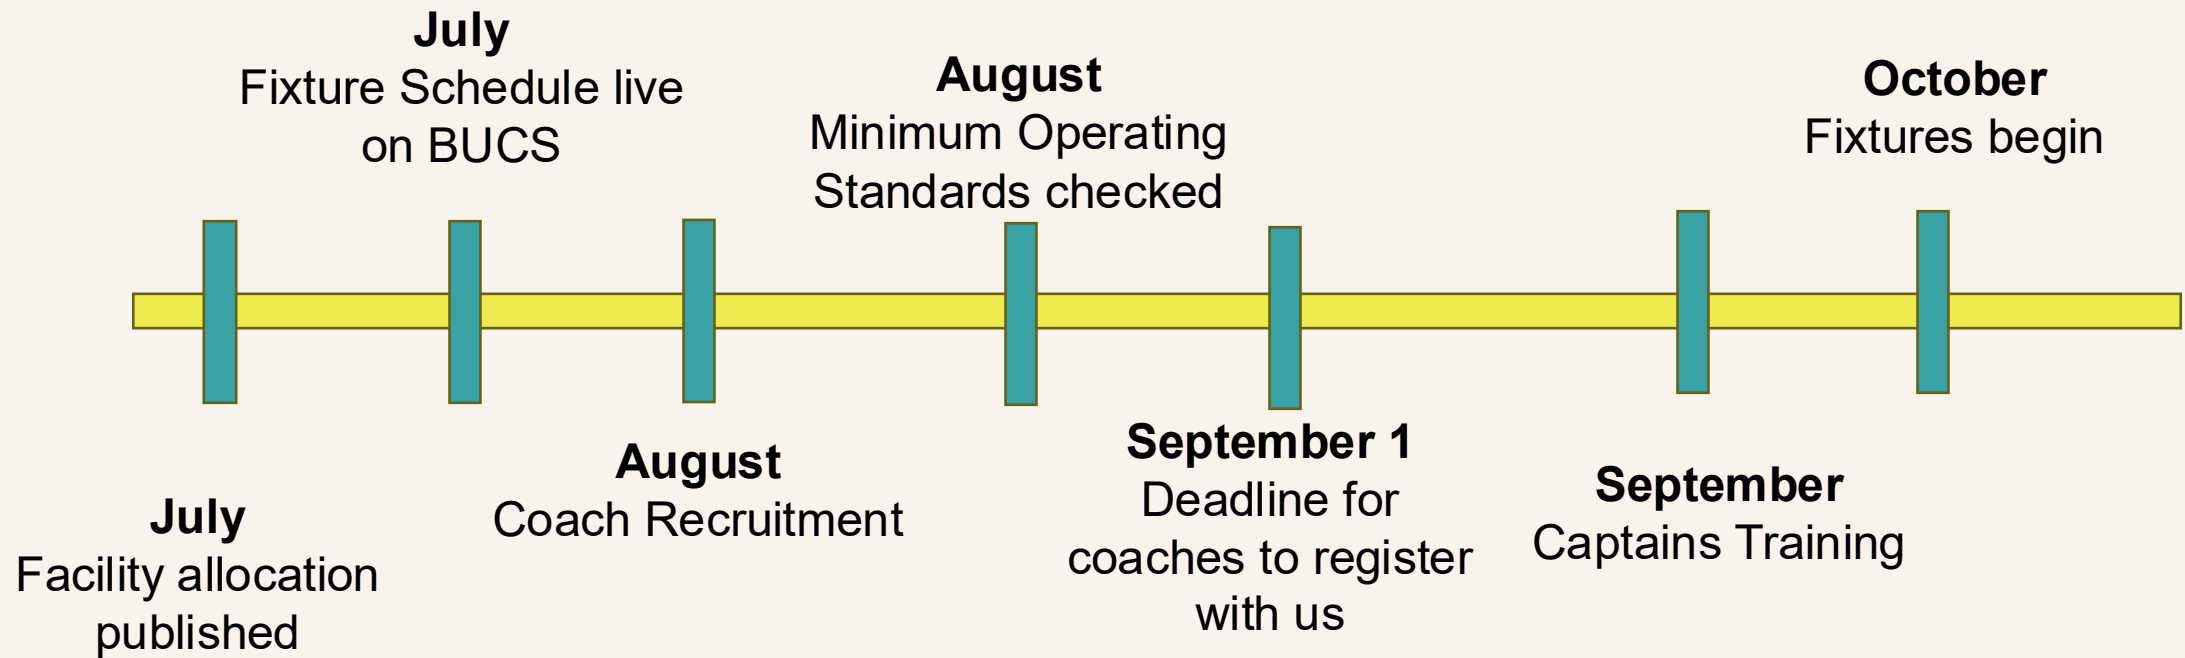 July
Facility allocation
published
July
Fixture Schedule live
on BUCS
August
Coach Recruitment
August
Minimum Operating
Standards checked
September 1
Deadline for
coaches to register
with us
September
Captains Training
October
Fixtures begin